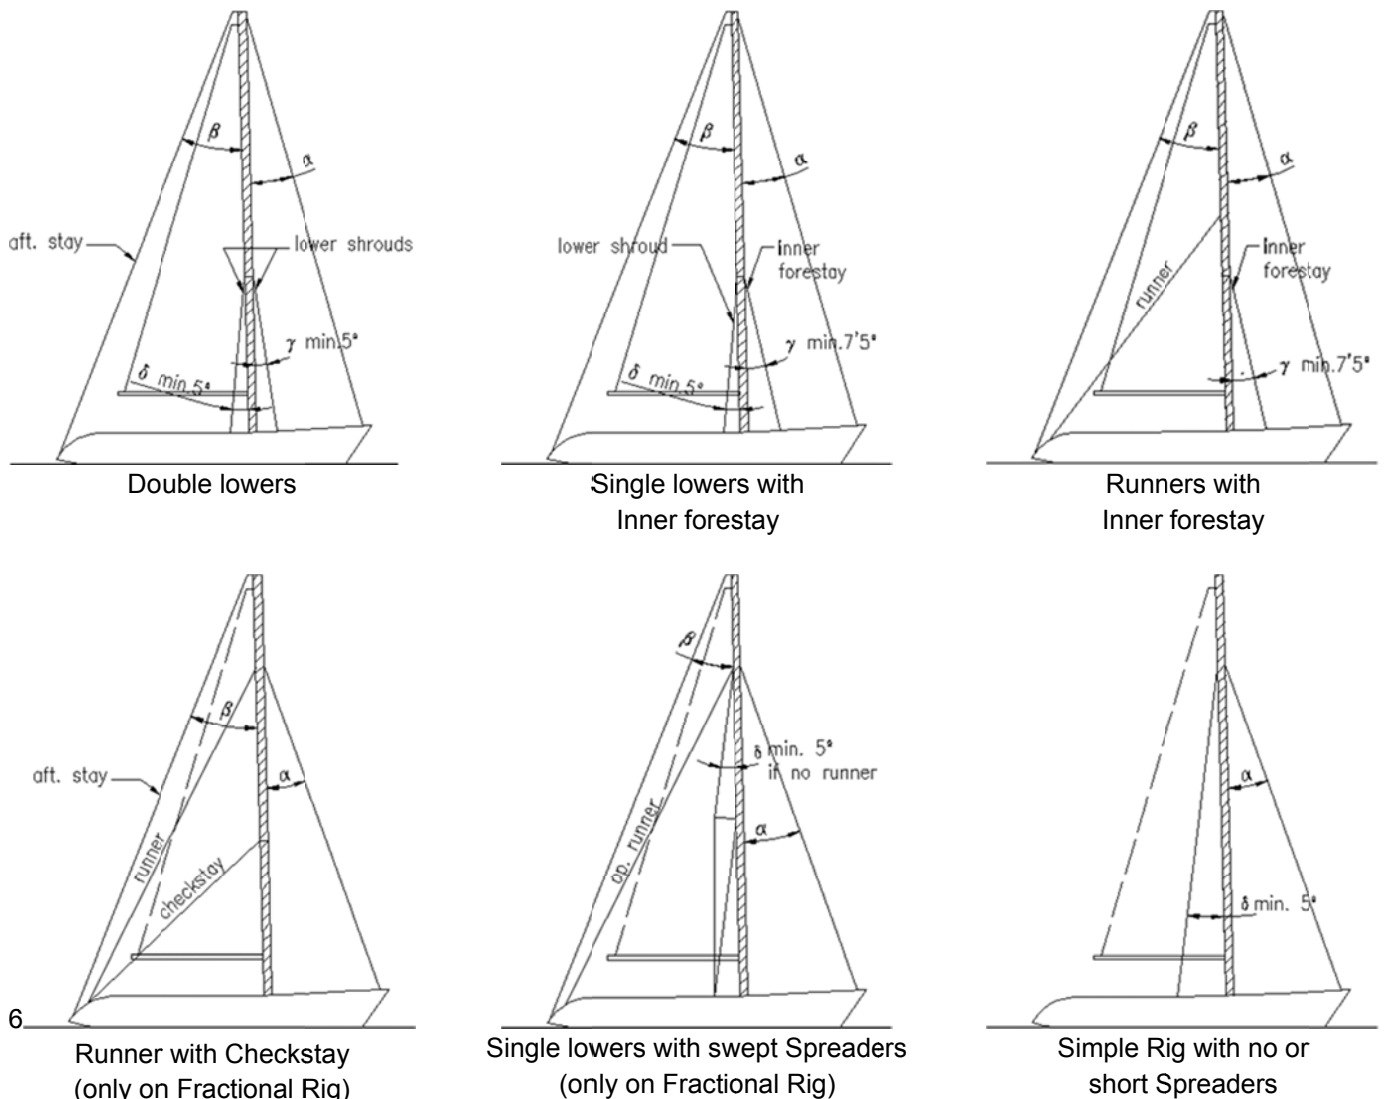 β
α
aft. stay
lower shrouds
γ min.5°
δ min.5°
Double lowers
β
α
lower shroud
inner
forestay
γ min.7'5°
δ min.5°
Single lowers with
Inner forestay
β
α
runner
inner
forestay
γ min.7'5°
Runners with
Inner forestay
β
α
aft. stay
runner
checkstay
6
Runner with Checkstay
(only on Fractional Rig)
β
δ min. 5°
if no runner
α
op. runner
Single lowers with swept Spreaders
(only on Fractional Rig)
α
δ min. 5°
Simple Rig with no or
short Spreaders